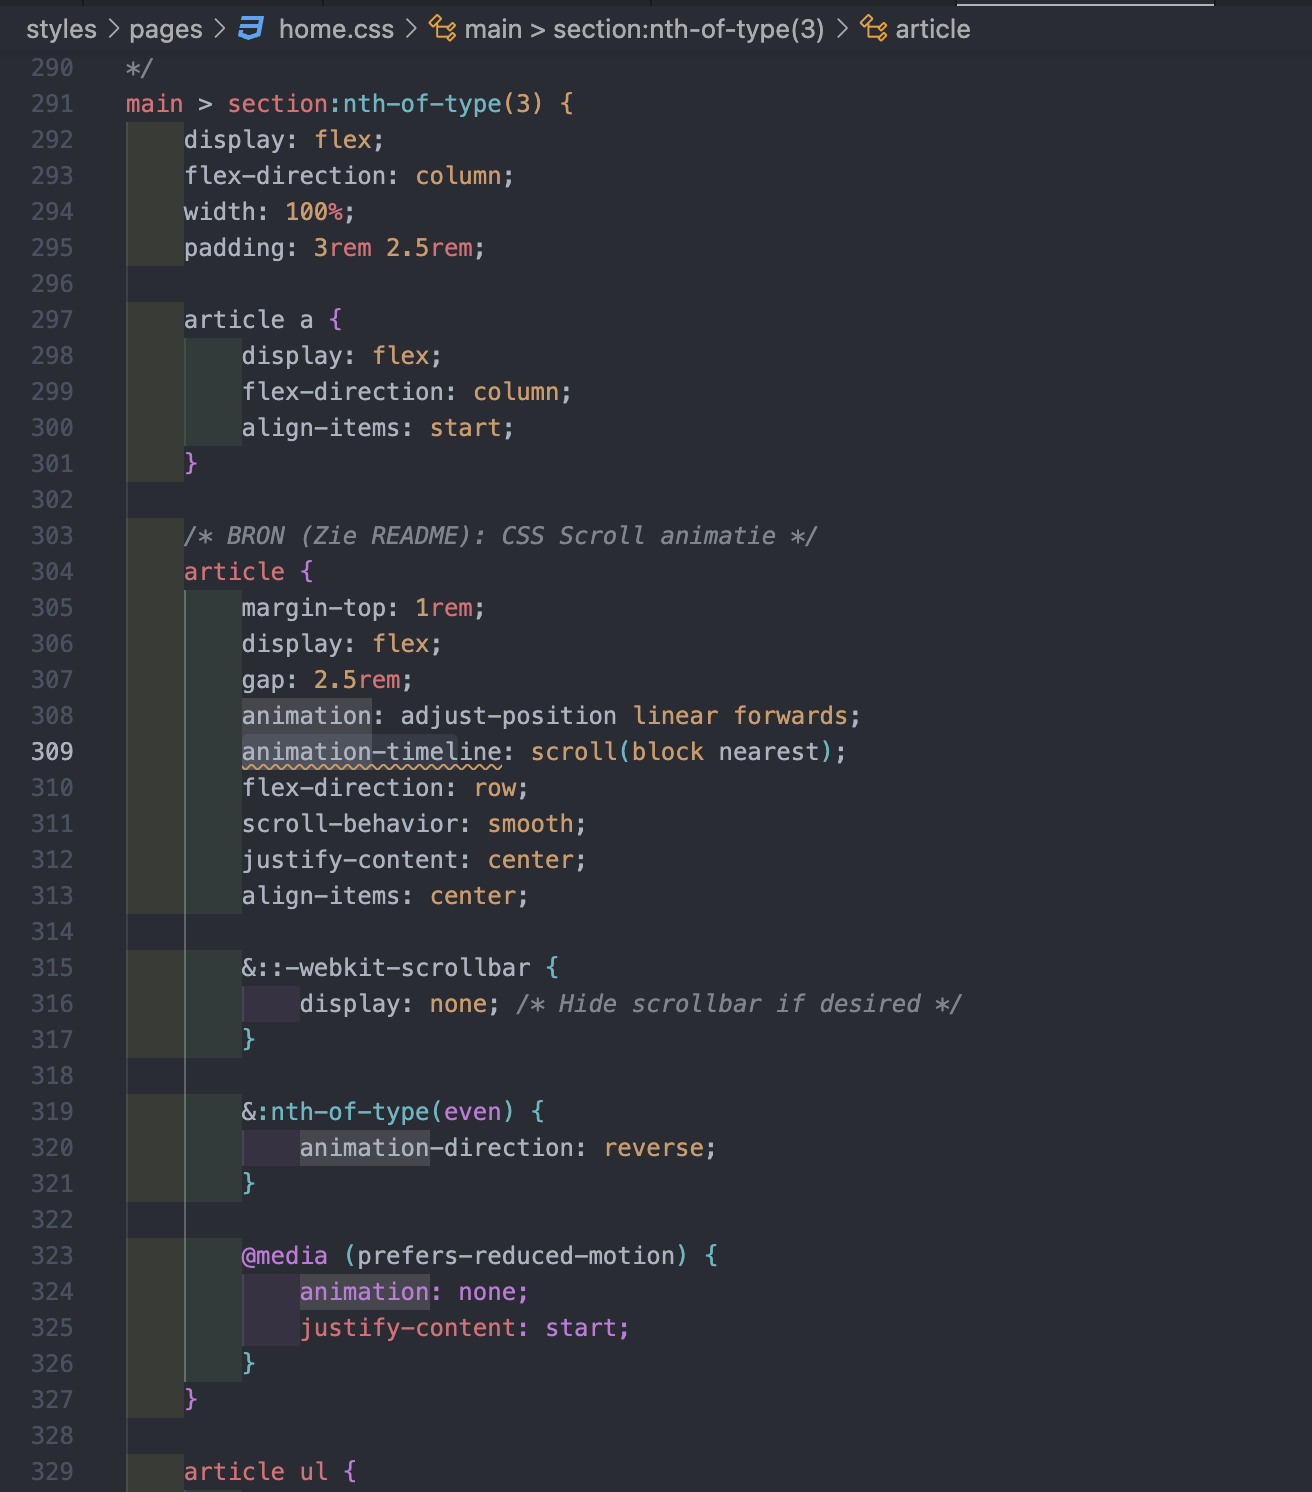 styles > pages > home.css > main > section:nth-of-type(3) > article
290 */
291 main > section:nth-of-type(3) {
292 display: flex;
293 flex-direction: column;
294 width: 100%;
295 padding: 3rem 2.5rem;
296
297 article a {
298 display: flex;
299 flex-direction: column;
300 align-items: start;
301 }
302
303 /* BRON (Zie README): CSS Scroll animatie */
304 article {
305 margin-top: 1rem;
306 display: flex;
307 gap: 2.5rem;
308 animation: adjust-position linear forwards;
309 animation-timeline: scroll(block nearest);
310 flex-direction: row;
311 scroll-behavior: smooth;
312 justify-content: center;
313 align-items: center;
314
315 &::-webkit-scrollbar {
316 display: none; /* Hide scrollbar if desired */
317 }
318
319 &:nth-of-type(even) {
320 animation-direction: reverse;
321 }
322
323 @media (prefers-reduced-motion) {
324 animation: none;
325 justify-content: start;
326 }
327 }
328
329 article ul {